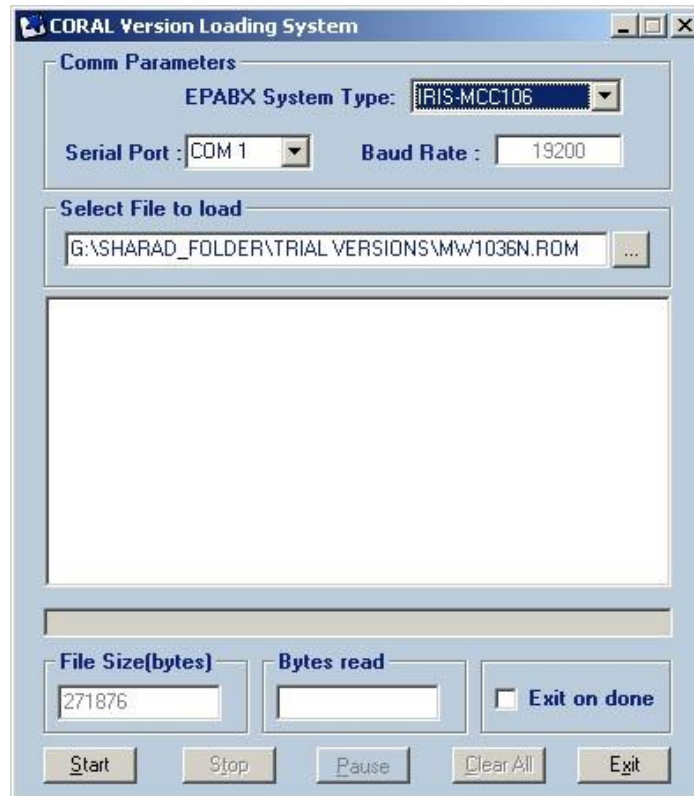 CORAL Version Loading System
Comm Parameters
EPABX System Type: IRIS-MCC106
Serial Port : COM 1 Baud Rate : 19200
Select File to load
G:\SHARAD_FOLDER\TRIAL VERSIONS\MW1036N.ROM ...
File Size(bytes) Bytes read
271876 Exit on done
Start Stop Pause Clear All Exit